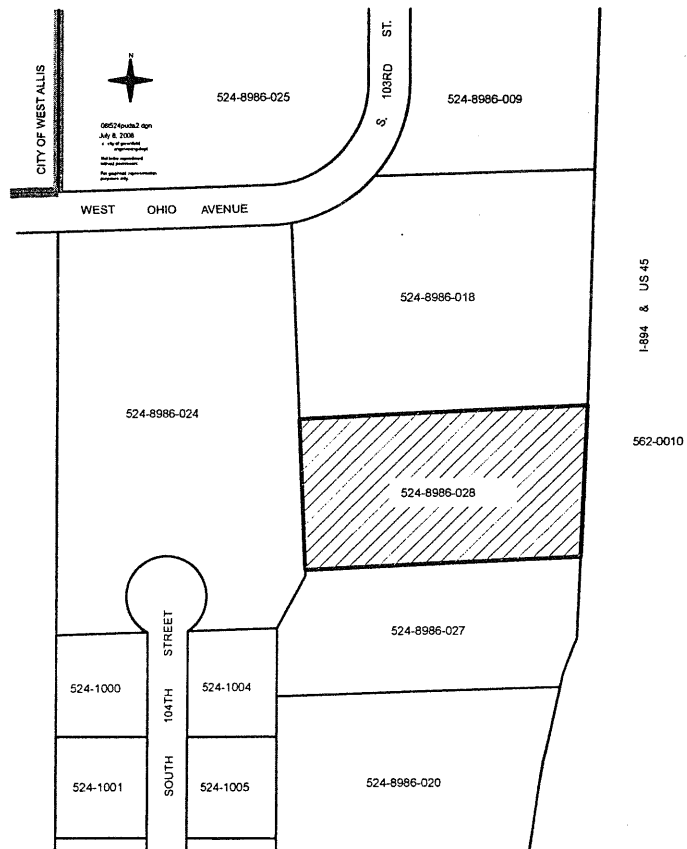 CITY OF WEST ALLIS
N
524-8986-025
S. 103RD ST.
524-8986-009
July 8, 2008
WEST OHIO AVENUE
524-8986-018
I-894 & US 45
524-8986-024
562-0010
524-8986-028
524-8986-027
524-1000
SOUTH 104TH STREET
524-1004
524-1001
524-1005
524-8986-020